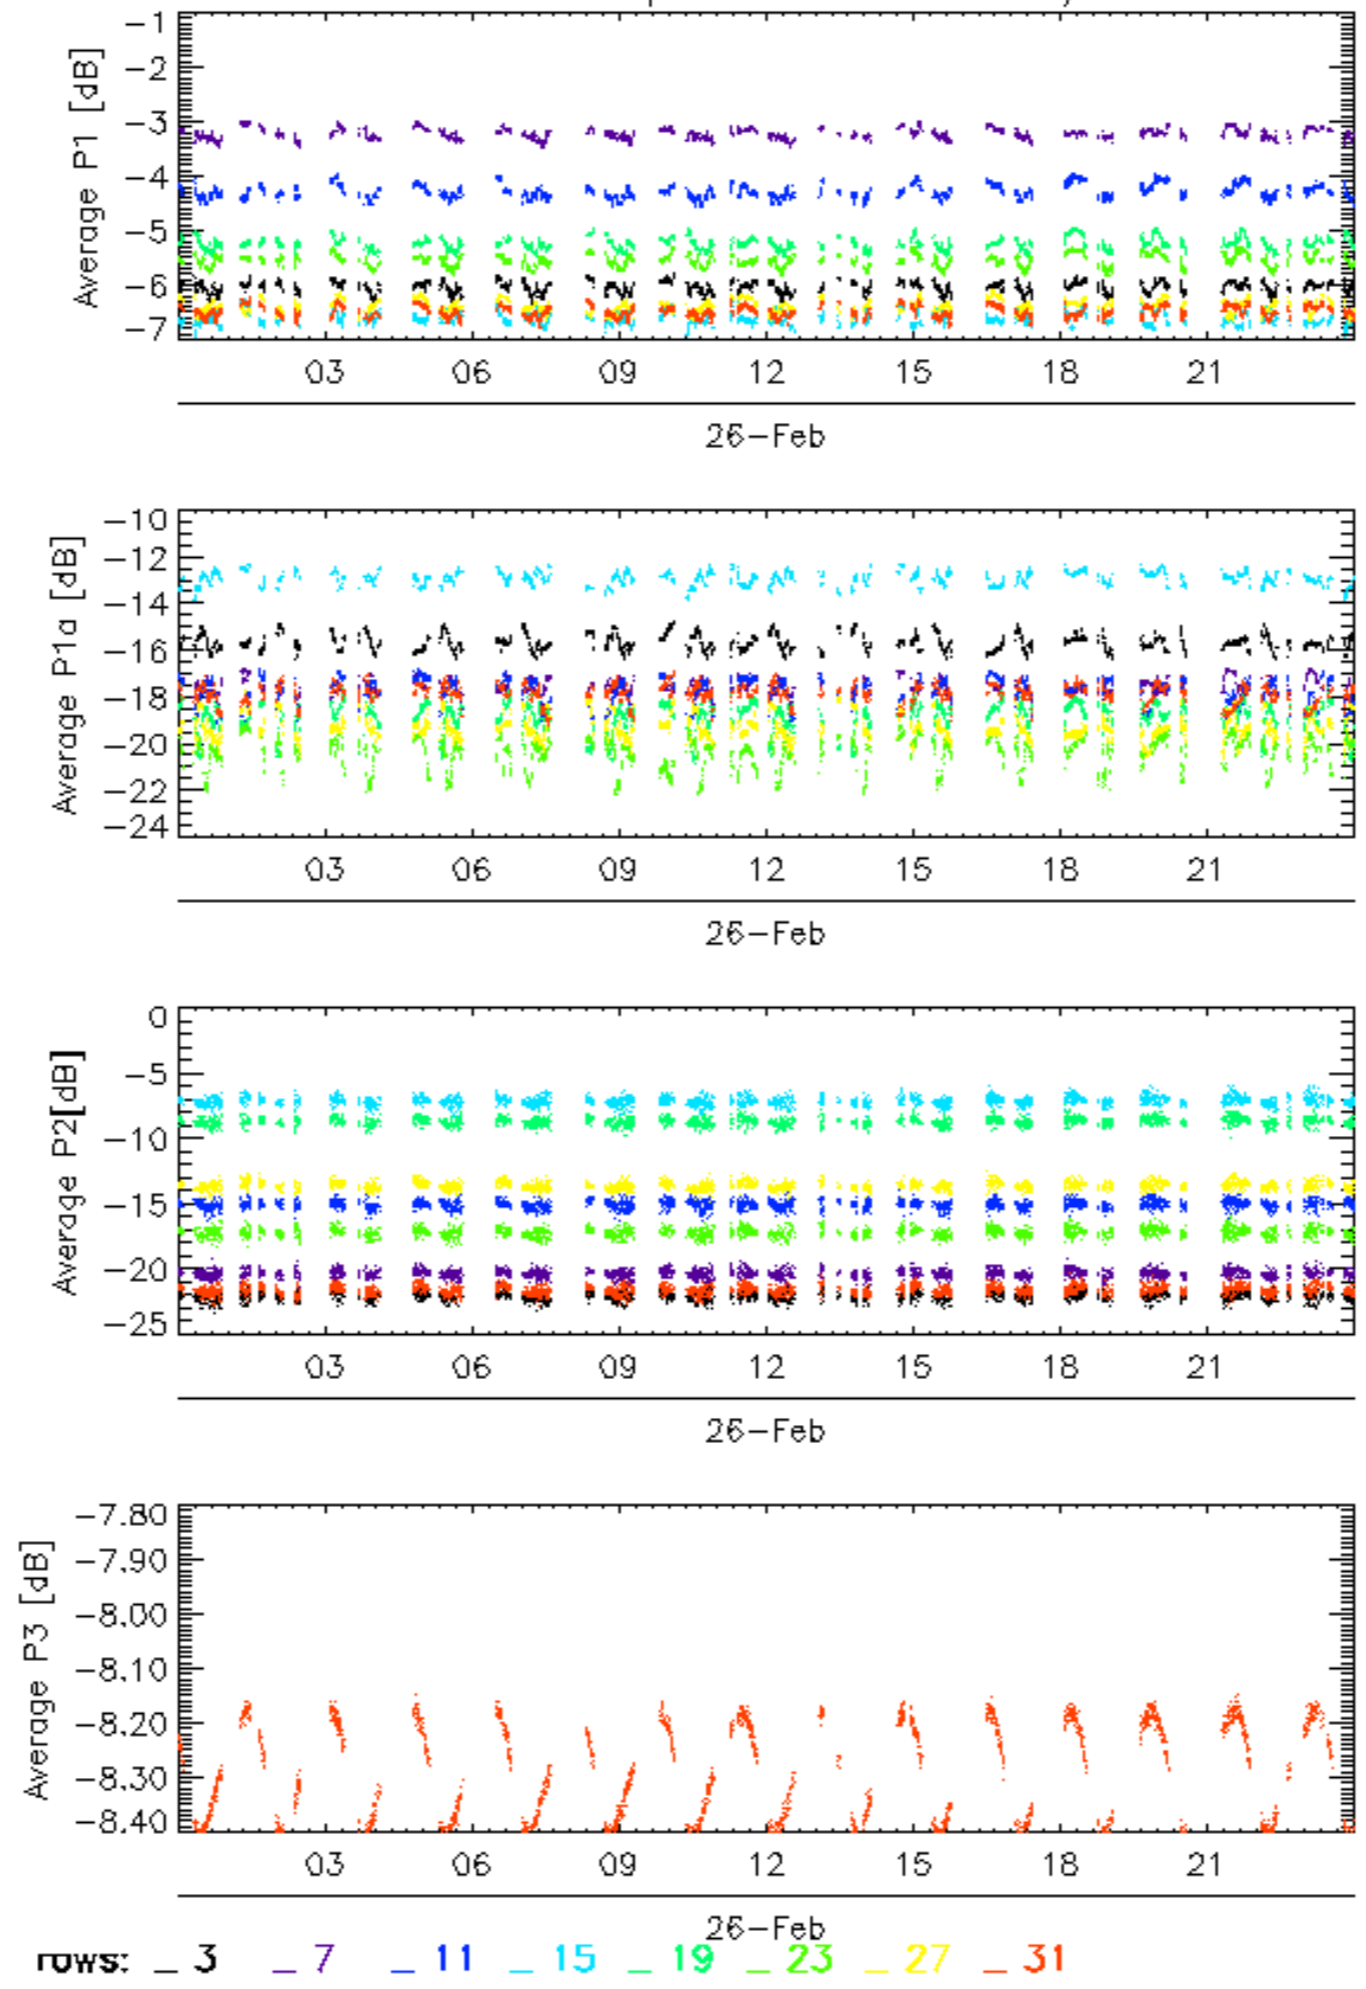 Average P1 [dB]
-1
-2
-3
-4
-5
-6
-7
03 06 09 12 15 18 21
26-Feb
Average P1a [dB]
-10
-12
-14
-16
-18
-20
-22
-24
03 06 09 12 15 18 21
26-Feb
Average P2[dB]
0
-5
-10
-15
-20
-25
03 06 09 12 15 18 21
26-Feb
Average P3 [dB]
-7.80
-7.90
-8.00
-8.10
-8.20
-8.30
-8.40
03 06 09 12 15 18 21
26-Feb
rows: _ 3 _ 7 _ 11 _ 15 _ 19 _ 23 _ 27 _ 31